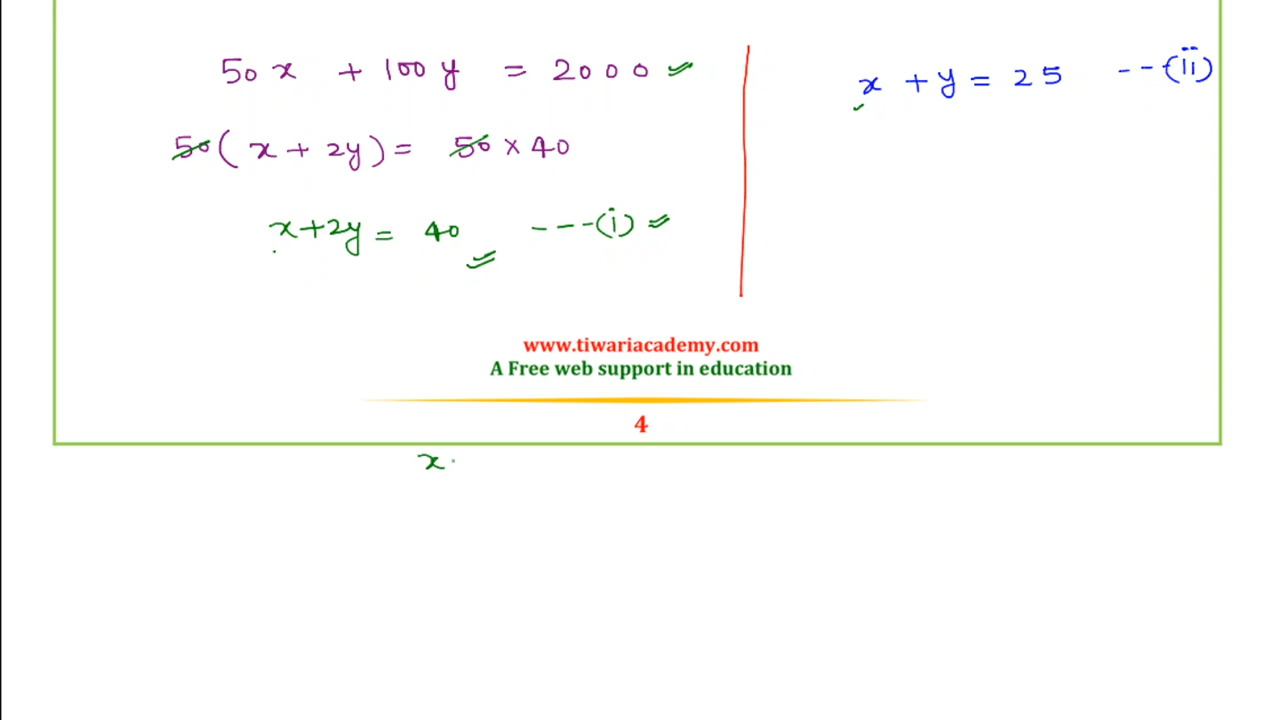 50x + 100y = 2000
50(x + 2y) = 50 × 40
x + 2y = 40 ---(i)
x + y = 25 --(ii)
www.tiwariacademy.com
A Free web support in education
4
x